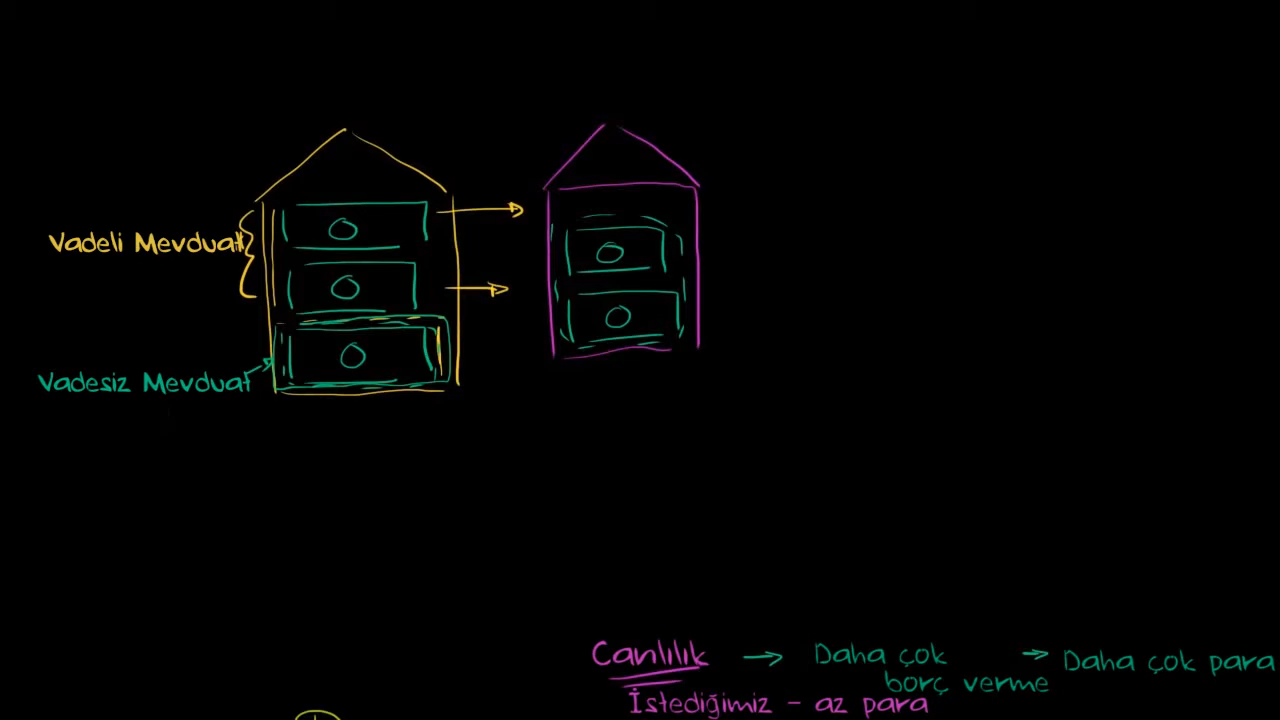 Vadeli Mevduat
Vadesiz Mevduat
Canlılık → Daha çok borç verme → Daha çok para
İstediğimiz - az para